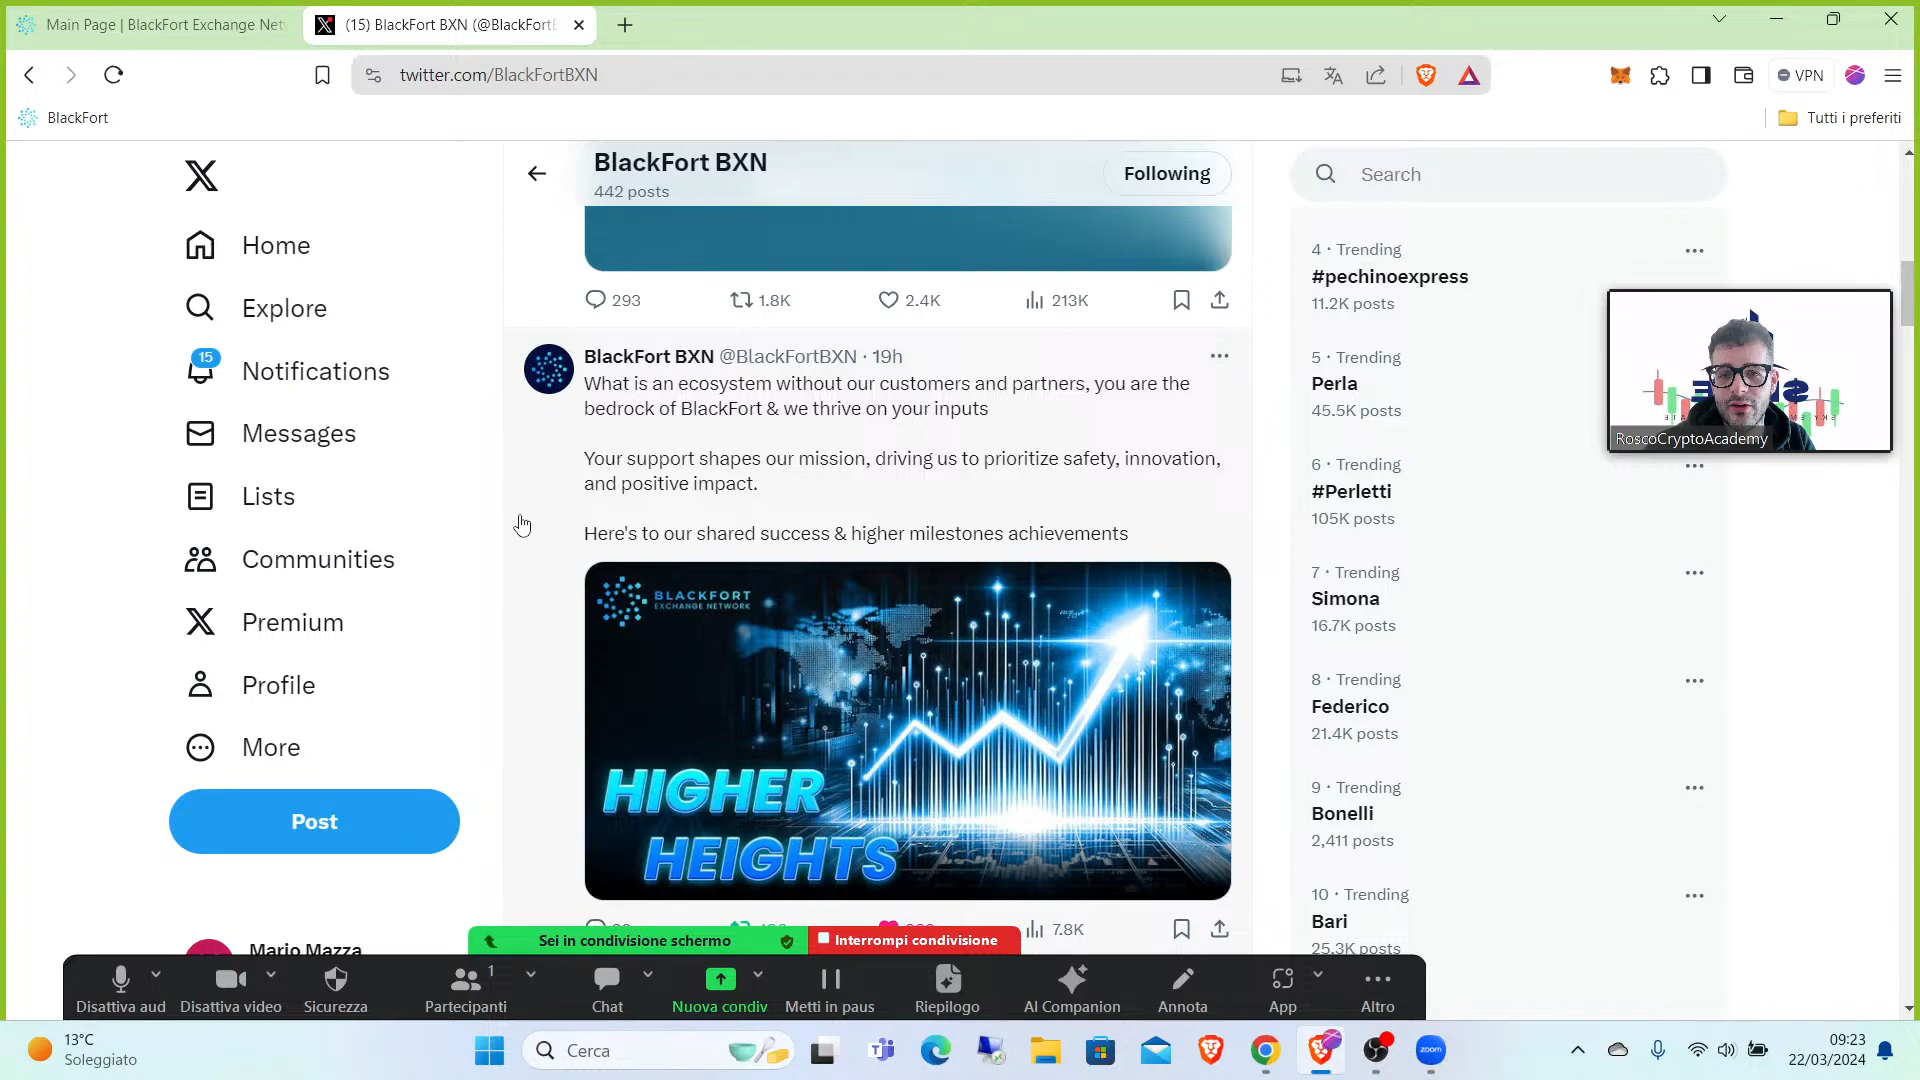 Main Page | BlackFort Exchange Net
(15) BlackFort BXN (@BlackFort
twitter.com/BlackFortBXN
VPN
BlackFort
Tutti i preferiti
BlackFort BXN
442 posts
Following
Search
Home
Explore
15
Notifications
Messages
Lists
Communities
Premium
Profile
More
Post
Mario Mazza
293
1.8K
2.4K
213K
BlackFort BXN @BlackFortBXN · 19h
What is an ecosystem without our customers and partners, you are the
bedrock of BlackFort & we thrive on your inputs
Your support shapes our mission, driving us to prioritize safety, innovation,
and positive impact.
Here's to our shared success & higher milestones achievements
BLACKFORT
EXCHANGE NETWORK
HIGHER
HEIGHTS
7.8K
4 · Trending
#pechinoexpress
11.2K posts
5 · Trending
Perla
45.5K posts
6 · Trending
#Perletti
105K posts
7 · Trending
Simona
16.7K posts
8 · Trending
Federico
21.4K posts
9 · Trending
Bonelli
2,411 posts
10 · Trending
Bari
25.3K posts
RoscoCryptoAcademy
Sei in condivisione schermo
Interrompi condivisione
Disattiva aud
Disattiva video
Sicurezza
1
Partecipanti
Chat
Nuova condiv
Metti in paus
Riepilogo
AI Companion
Annota
App
Altro
13°C
Soleggiato
Cerca
zoom
09:23
22/03/2024